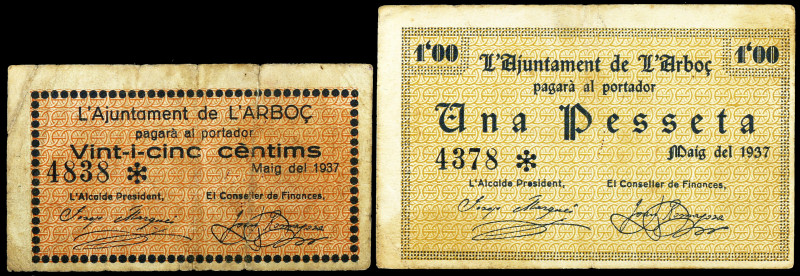 L'Ajuntament de L'ARBOÇ
pagarà al portador
Vint-i-cinc cèntims
4838 *
Maig del 1937
L'Alcalde President,
El Conseller de Finances,
1'00
1'00
L'Ajuntament de L'Arboç
pagarà al portador
Una Pesseta
4378 *
Maig del 1937
L'Alcalde President,
El Conseller de Finances,